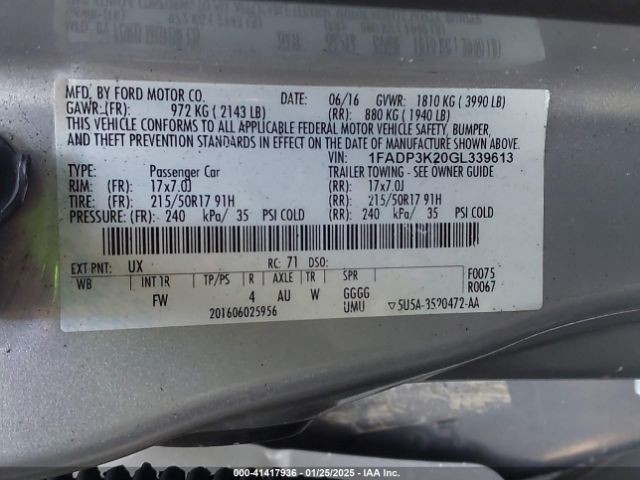 MFD. BY FORD MOTOR CO. DATE: 06/16 GVWR: 1810 KG ( 3990 LB)
GAWR:(FR): 972 KG ( 2143 LB) (RR): 880 KG ( 1940 LB)
THIS VEHICLE CONFORMS TO ALL APPLICABLE FEDERAL MOTOR VEHICLE SAFETY, BUMPER,
AND THEFT PREVENTION STANDARDS IN EFFECT ON THE DATE OF MANUFACTURE SHOWN ABOVE.
VIN: 1FADP3K20GL339613
TYPE: Passenger Car TRAILER TOWING - SEE OWNER GUIDE
RIM: (FR): 17x7.0J (RR): 17x7.0J
TIRE: (FR): 215/50R17 91H (RR): 215/50R17 91H
PRESSURE: (FR): 240 kPa/ 35 PSI COLD (RR): 240 kPa/ 35 PSI COLD
EXT PNT: UX RC: 71 DSO: F0075
WB INT TR TP/PS R AXLE TR SPR R0067
FW 4 AU W GGGG
201606025956 UMU 5U5A-3520472-AA
000-41417936 - 01/25/2025 - IAA Inc.